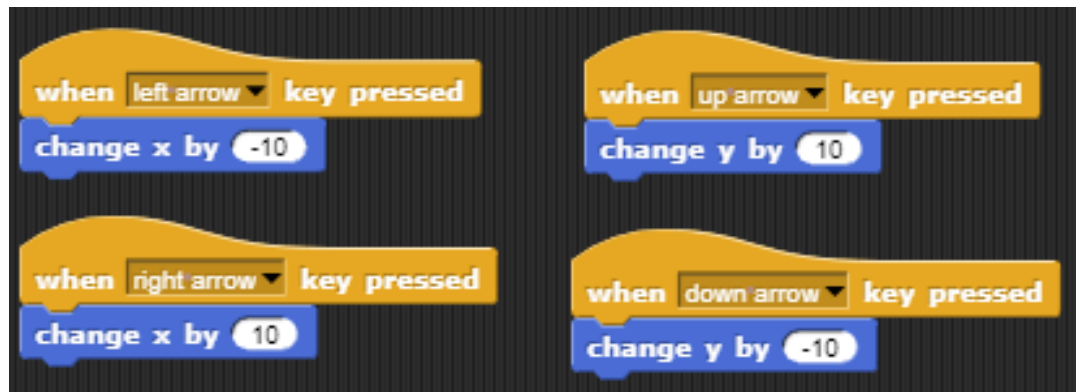 when left arrow key pressed
change x by -10
when up arrow key pressed
change y by 10
when right arrow key pressed
change x by 10
when down arrow key pressed
change y by -10